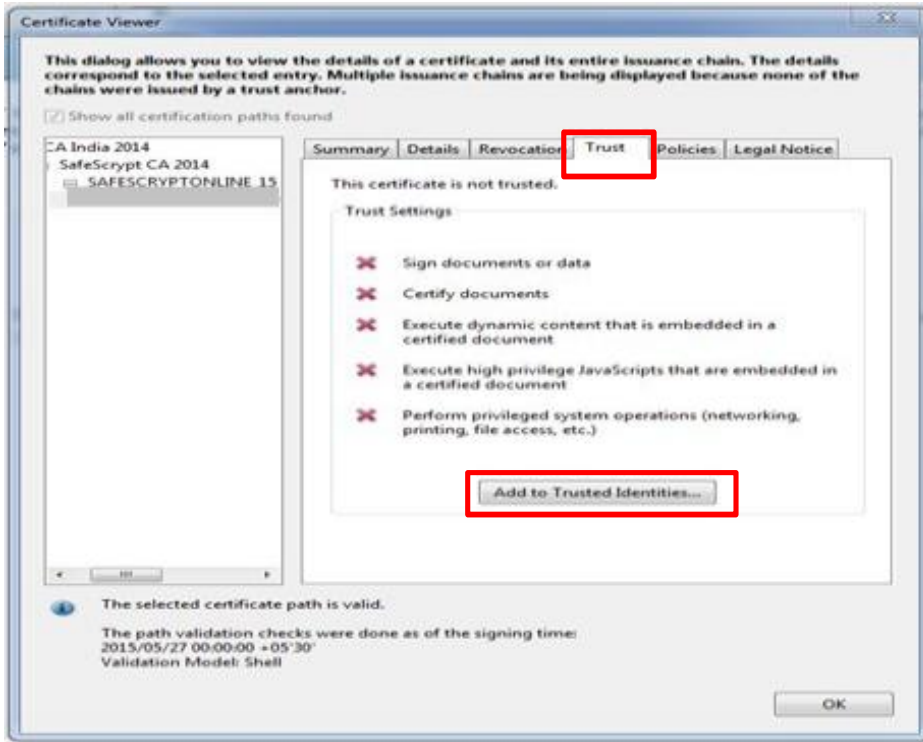 Certificate Viewer
This dialog allows you to view the details of a certificate and its entire issuance chain. The details
correspond to the selected entry. Multiple issuance chains are being displayed because none of the
chains were issued by a trust anchor.
Show all certification paths found
CA India 2014
SafeScrypt CA 2014
SAFESCRYPTONLINE 15
Summary Details Revocation Trust Policies Legal Notice
This certificate is not trusted.
Trust Settings
Sign documents or data
Certify documents
Execute dynamic content that is embedded in a
certified document
Execute high privilege JavaScripts that are embedded in
a certified document
Perform privileged system operations (networking,
printing, file access, etc.)
Add to Trusted Identities...
The selected certificate path is valid.
The path validation checks were done as of the signing time:
2015/05/27 00:00:00 +05'30'
Validation Model: Shell
OK